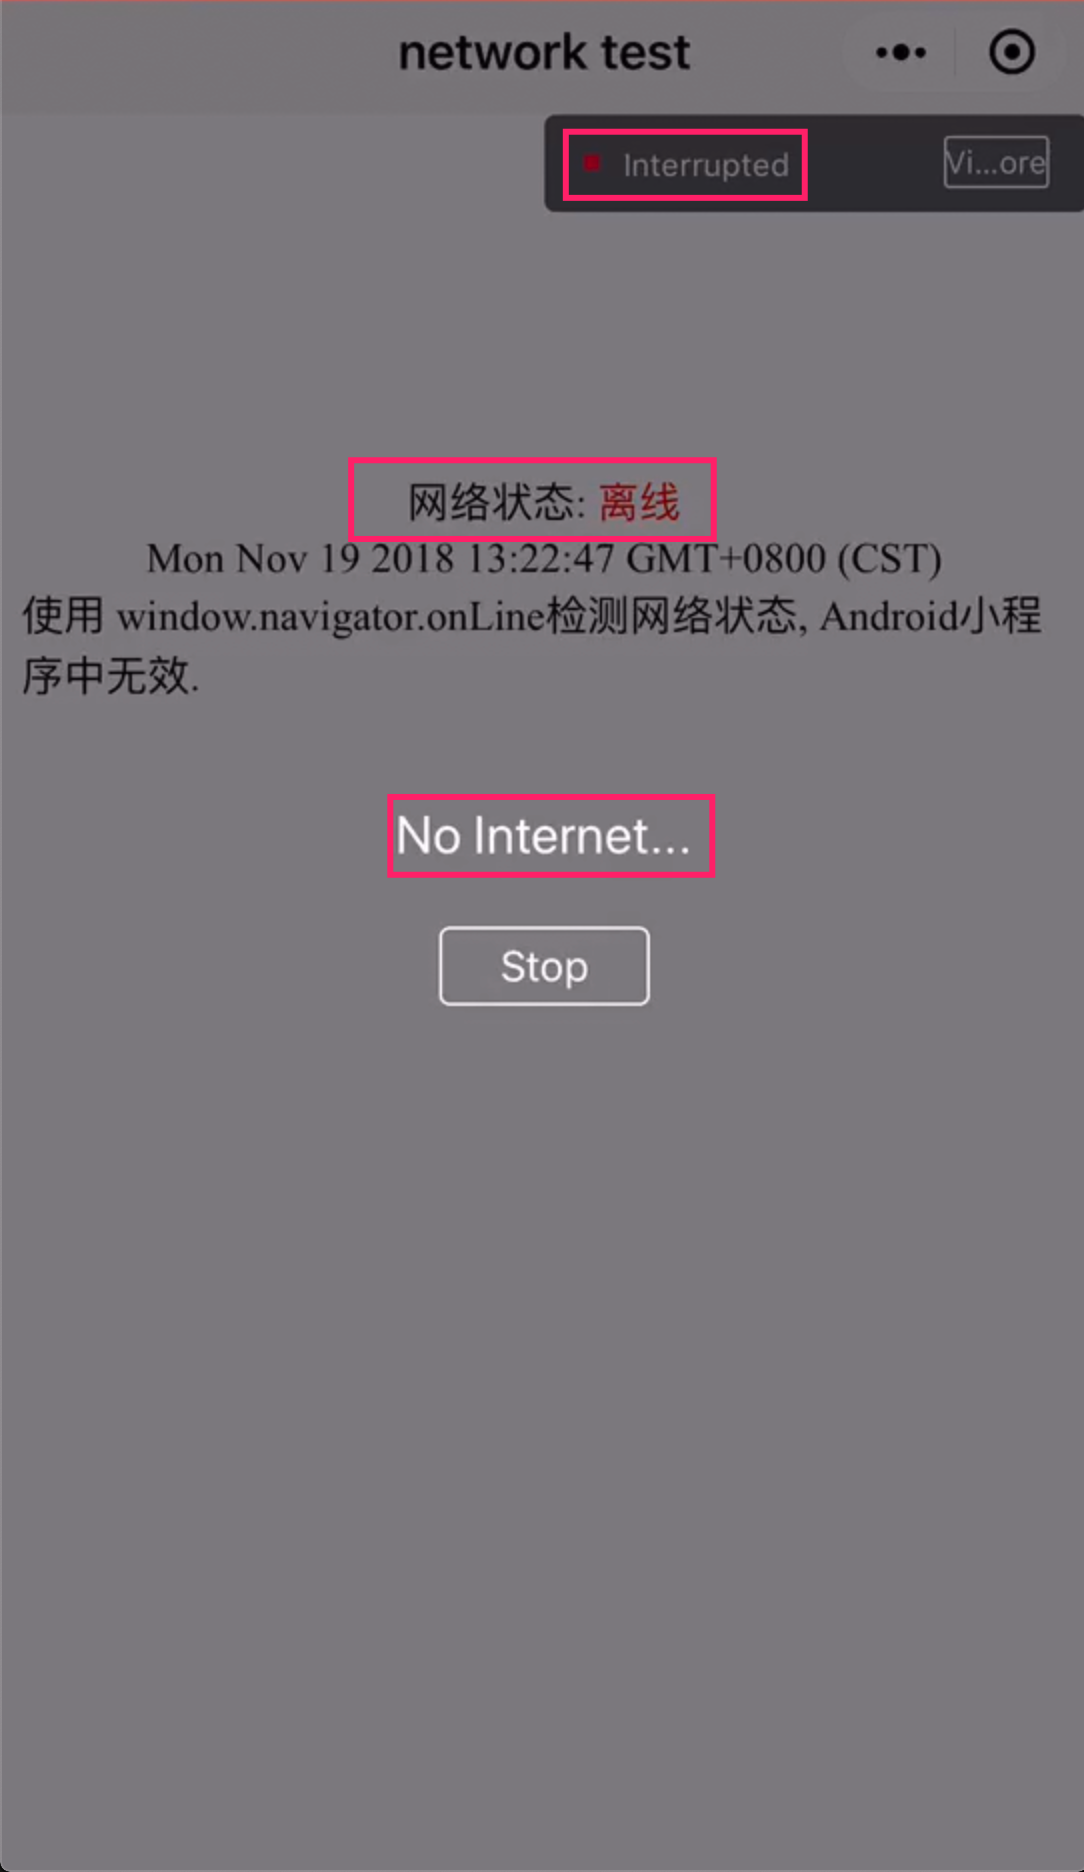 network test
Interrupted
Vi...ore
网络状态: 离线
Mon Nov 19 2018 13:22:47 GMT+0800 (CST)
使用 window.navigator.onLine检测网络状态, Android小程
序中无效.
No Internet...
Stop